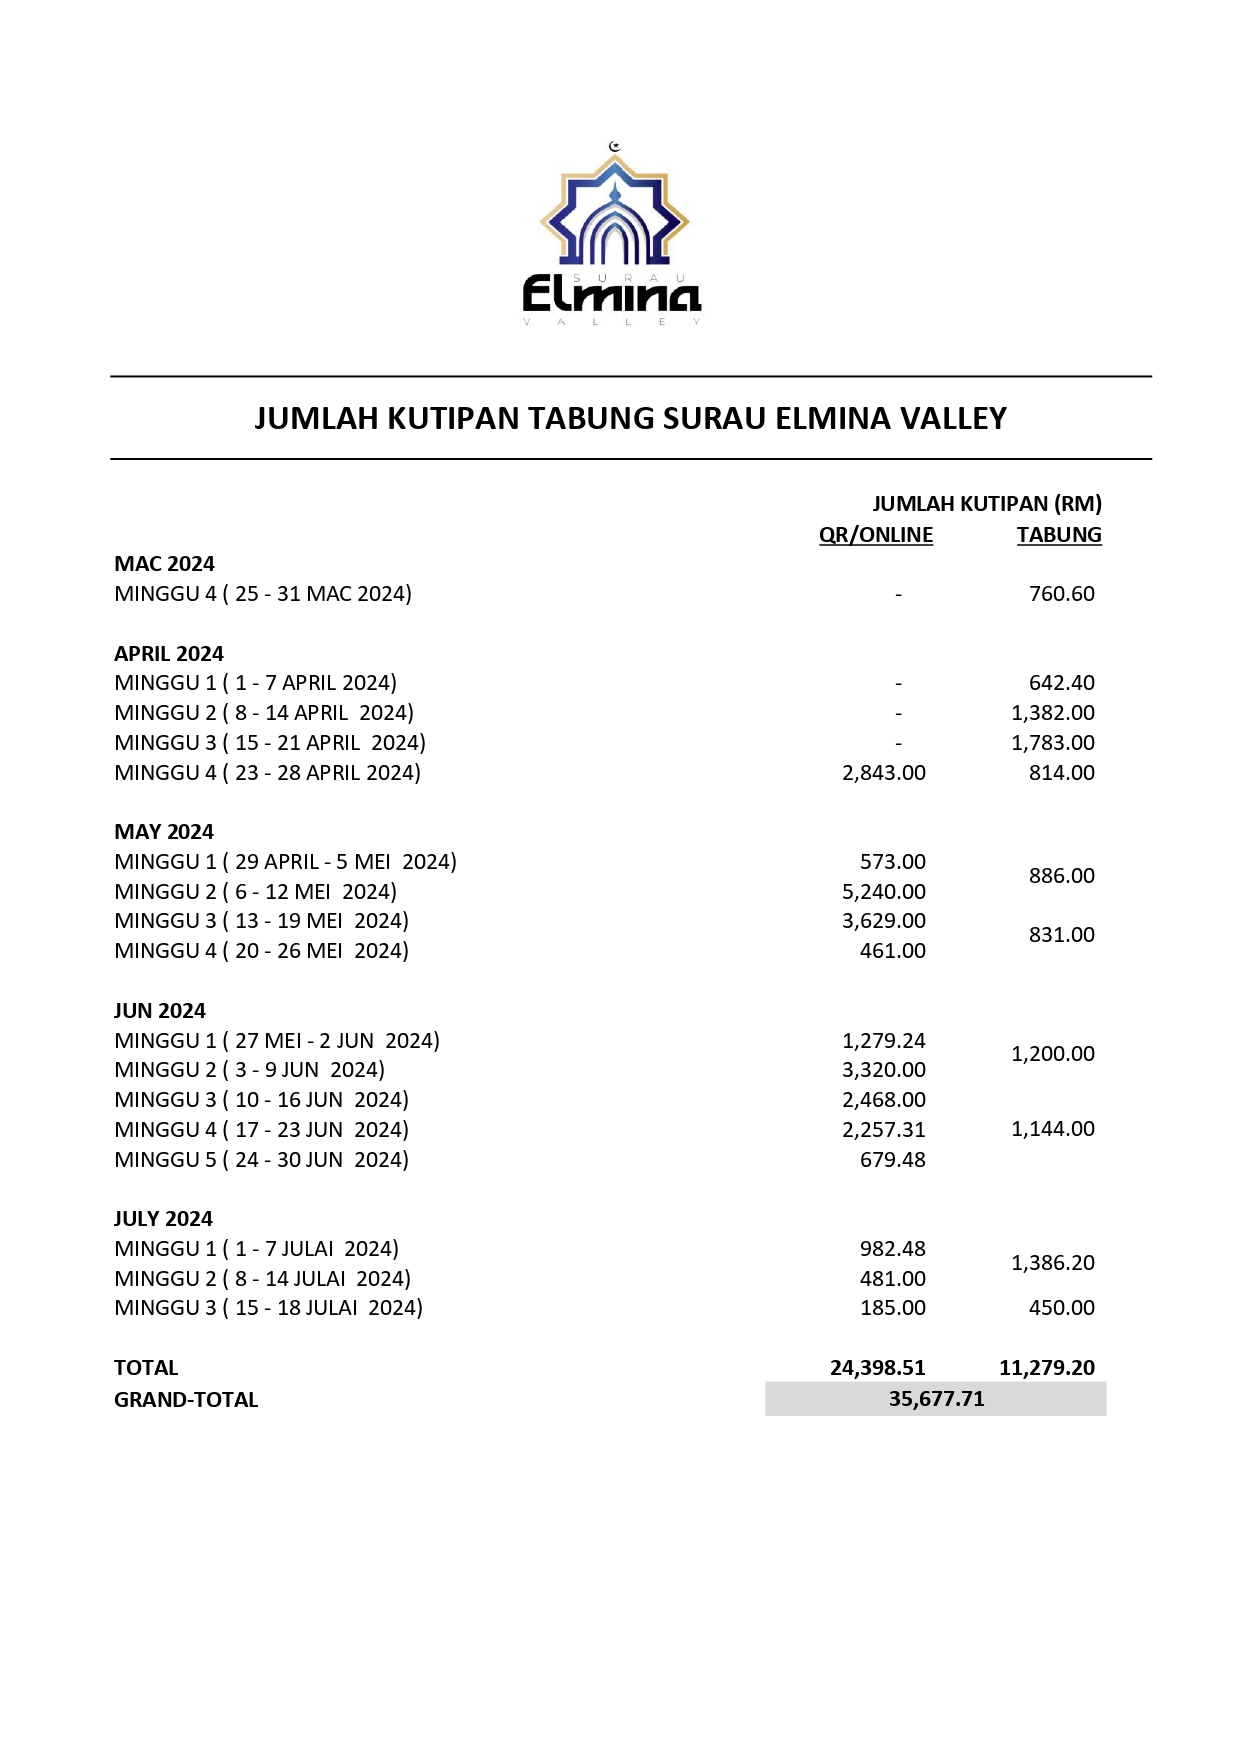 SURAU
Elmina
VALLEY
JUMLAH KUTIPAN TABUNG SURAU ELMINA VALLEY
JUMLAH KUTIPAN (RM)
QR/ONLINE TABUNG
MAC 2024
MINGGU 4 ( 25 - 31 MAC 2024) - 760.60
APRIL 2024
MINGGU 1 ( 1 - 7 APRIL 2024) - 642.40
MINGGU 2 ( 8 - 14 APRIL 2024) - 1,382.00
MINGGU 3 ( 15 - 21 APRIL 2024) - 1,783.00
MINGGU 4 ( 23 - 28 APRIL 2024) 2,843.00 814.00
MAY 2024
MINGGU 1 ( 29 APRIL - 5 MEI 2024) 573.00
886.00
MINGGU 2 ( 6 - 12 MEI 2024) 5,240.00
MINGGU 3 ( 13 - 19 MEI 2024) 3,629.00
831.00
MINGGU 4 ( 20 - 26 MEI 2024) 461.00
JUN 2024
MINGGU 1 ( 27 MEI - 2 JUN 2024) 1,279.24
1,200.00
MINGGU 2 ( 3 - 9 JUN 2024) 3,320.00
MINGGU 3 ( 10 - 16 JUN 2024) 2,468.00
MINGGU 4 ( 17 - 23 JUN 2024) 2,257.31 1,144.00
MINGGU 5 ( 24 - 30 JUN 2024) 679.48
JULY 2024
MINGGU 1 ( 1 - 7 JULAI 2024) 982.48
1,386.20
MINGGU 2 ( 8 - 14 JULAI 2024) 481.00
MINGGU 3 ( 15 - 18 JULAI 2024) 185.00 450.00
TOTAL 24,398.51 11,279.20
GRAND-TOTAL 35,677.71